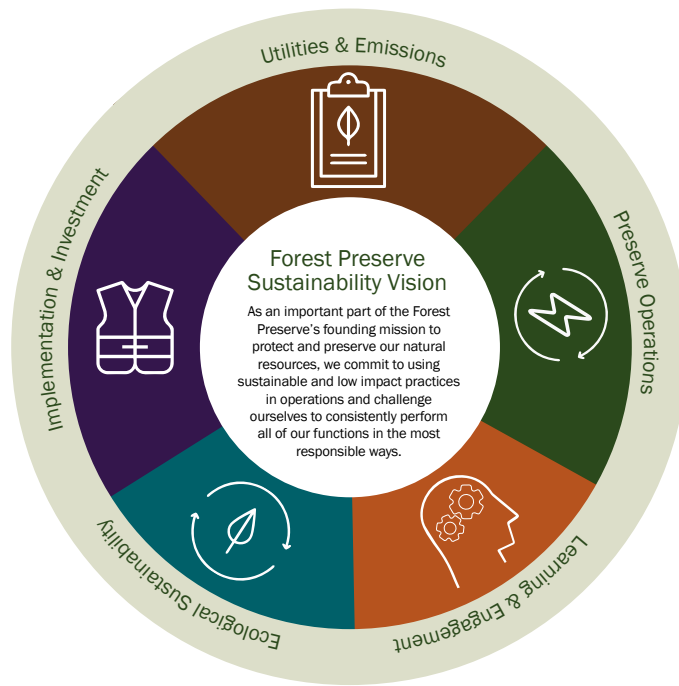 Utilities & Emissions
Preserve Operations
Learning & Engagement
Ecological Sustainability
Implementation & Investment
Forest Preserve
Sustainability Vision
As an important part of the Forest
Preserve's founding mission to
protect and preserve our natural
resources, we commit to using
sustainable and low impact practices
in operations and challenge
ourselves to consistently perform
all of our functions in the most
responsible ways.